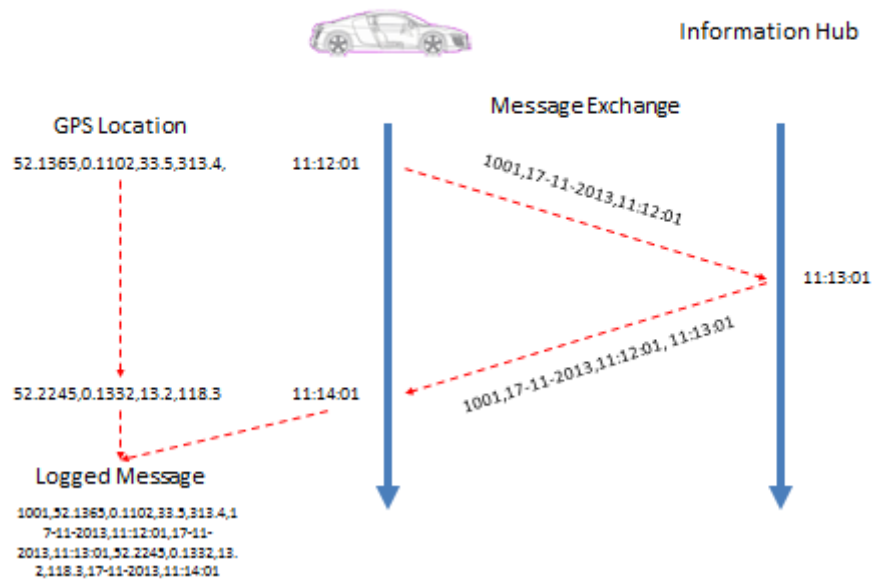 Information Hub
Message Exchange
GPS Location
52.1365,0.1102,33.5,313.4,
11:12:01
1001,17-11-2013,11:12:01
11:13:01
1001,17-11-2013,11:12:01, 11:13:01
52.2245,0.1332,13.2,118.3
11:14:01
Logged Message
1001,52.1365,0.1102,33.5,313.4,1
7-11-2013,11:12:01,17-11-
2013,11:13:01,52.2245,0.1332,13.
2,118.3,17-11-2013,11:14:01